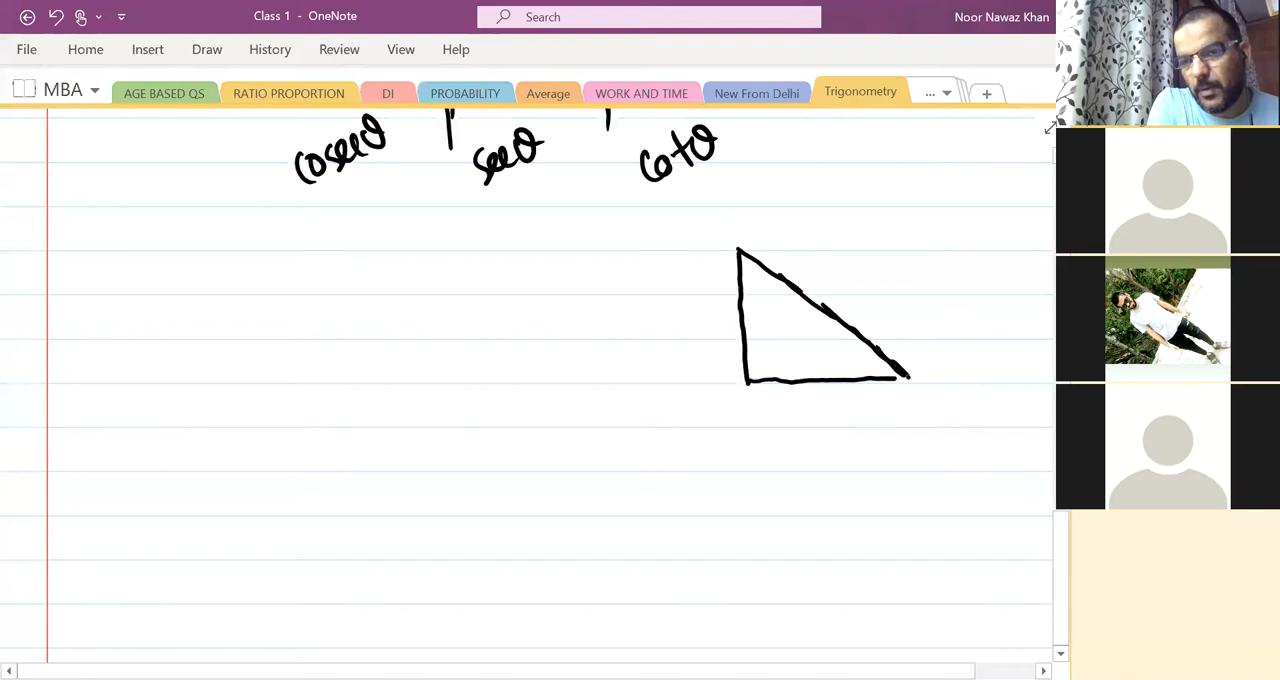 Class 1 - OneNote
Search
Noor Nawaz Khan
File Home Insert Draw History Review View Help
MBA AGE BASED QS RATIO PROPORTION DI PROBABILITY Average WORK AND TIME New From Delhi Trigonometry ... +
cosecθ secθ cotθ